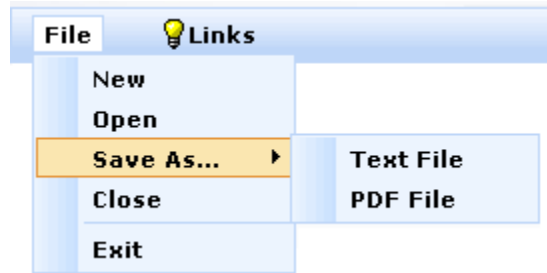 File Links
New
Open
Save As...
Text File
Close
PDF File
Exit